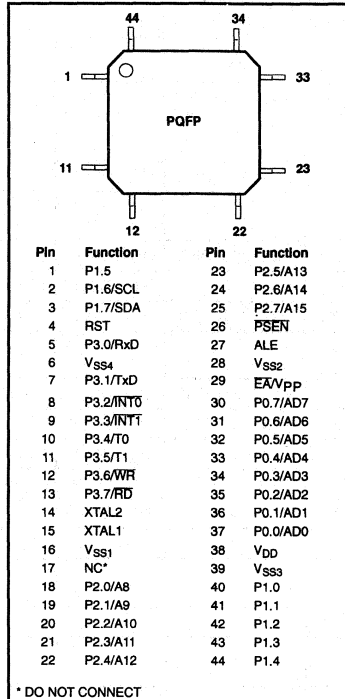 44 34
1 33
PQFP
11 23
12 22
Pin Function Pin Function
1 P1.5 23 P2.5/A13
2 P1.6/SCL 24 P2.6/A14
3 P1.7/SDA 25 P2.7/A15
4 RST 26 P̅S̅E̅N̅
5 P3.0/RxD 27 ALE
6 VSS4 28 VSS2
7 P3.1/TxD 29 E̅A̅/VPP
8 P3.2/I̅N̅T̅0̅ 30 P0.7/AD7
9 P3.3/I̅N̅T̅1̅ 31 P0.6/AD6
10 P3.4/T0 32 P0.5/AD5
11 P3.5/T1 33 P0.4/AD4
12 P3.6/W̅R̅ 34 P0.3/AD3
13 P3.7/R̅D̅ 35 P0.2/AD2
14 XTAL2 36 P0.1/AD1
15 XTAL1 37 P0.0/AD0
16 VSS1 38 VDD
17 NC* 39 VSS3
18 P2.0/A8 40 P1.0
19 P2.1/A9 41 P1.1
20 P2.2/A10 42 P1.2
21 P2.3/A11 43 P1.3
22 P2.4/A12 44 P1.4
* DO NOT CONNECT